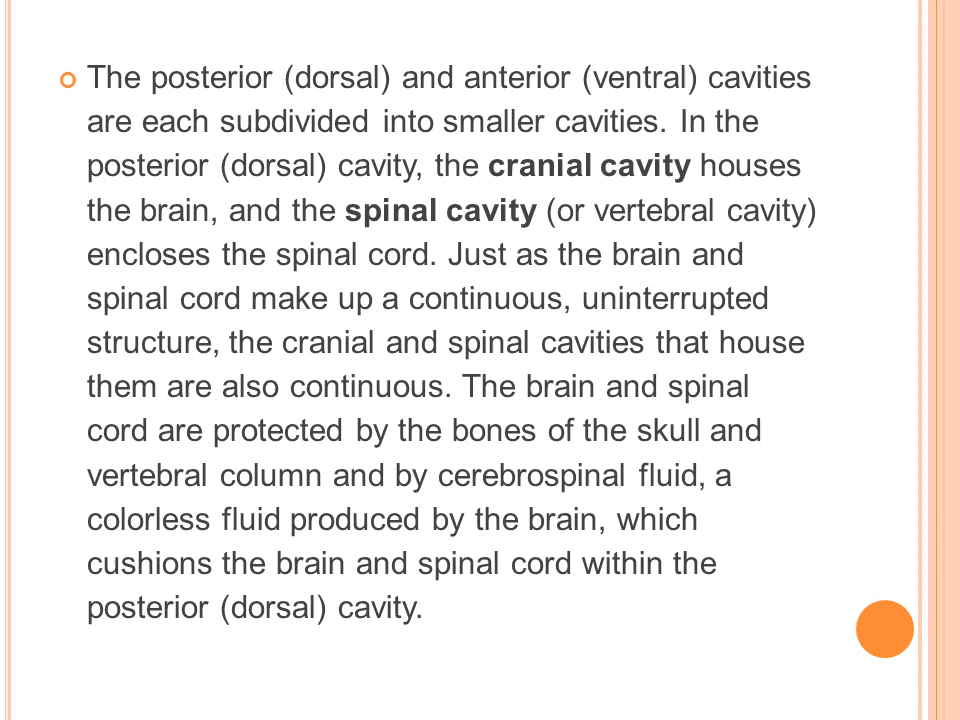 The posterior (dorsal) and anterior (ventral) cavities
are each subdivided into smaller cavities. In the
posterior (dorsal) cavity, the cranial cavity houses
the brain, and the spinal cavity (or vertebral cavity)
encloses the spinal cord. Just as the brain and
spinal cord make up a continuous, uninterrupted
structure, the cranial and spinal cavities that house
them are also continuous. The brain and spinal
cord are protected by the bones of the skull and
vertebral column and by cerebrospinal fluid, a
colorless fluid produced by the brain, which
cushions the brain and spinal cord within the
posterior (dorsal) cavity.